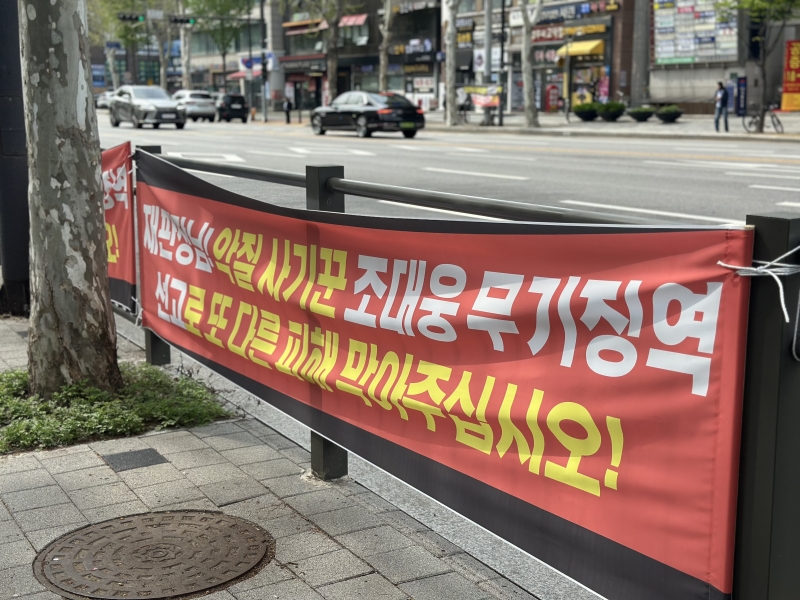 재판장님 악질 사기꾼 조대웅 무기징역
선고로 또 다른 피해 막아주십시오!